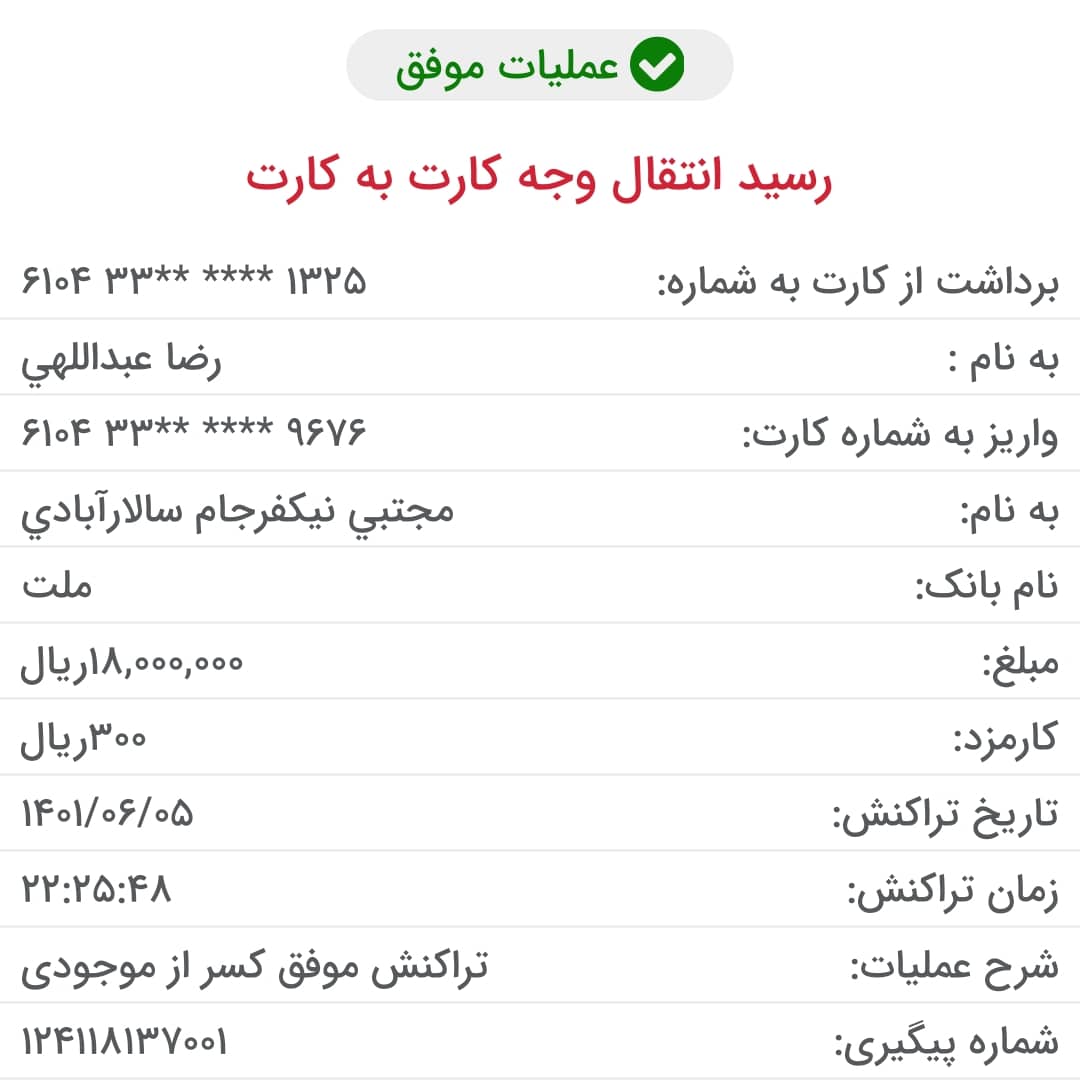 عملیات موفق
رسید انتقال وجه کارت به کارت
برداشت از کارت به شماره: ۶۱۰۴ ۳۳** **** ۱۳۲۵
به نام : رضا عبداللهي
واریز به شماره کارت: ۶۱۰۴ ۳۳** **** ۹۶۷۶
به نام: مجتبي نیکفرجام سالارآبادي
نام بانک: ملت
مبلغ: ۱۸,۰۰۰,۰۰۰ریال
کارمزد: ۳۰۰ریال
تاریخ تراکنش: ۱۴۰۱/۰۶/۰۵
زمان تراکنش: ۲۲:۲۵:۴۸
شرح عملیات: تراکنش موفق کسر از موجودی
شماره پیگیری: ۱۲۴۱۱۸۱۳۷۰۰۱